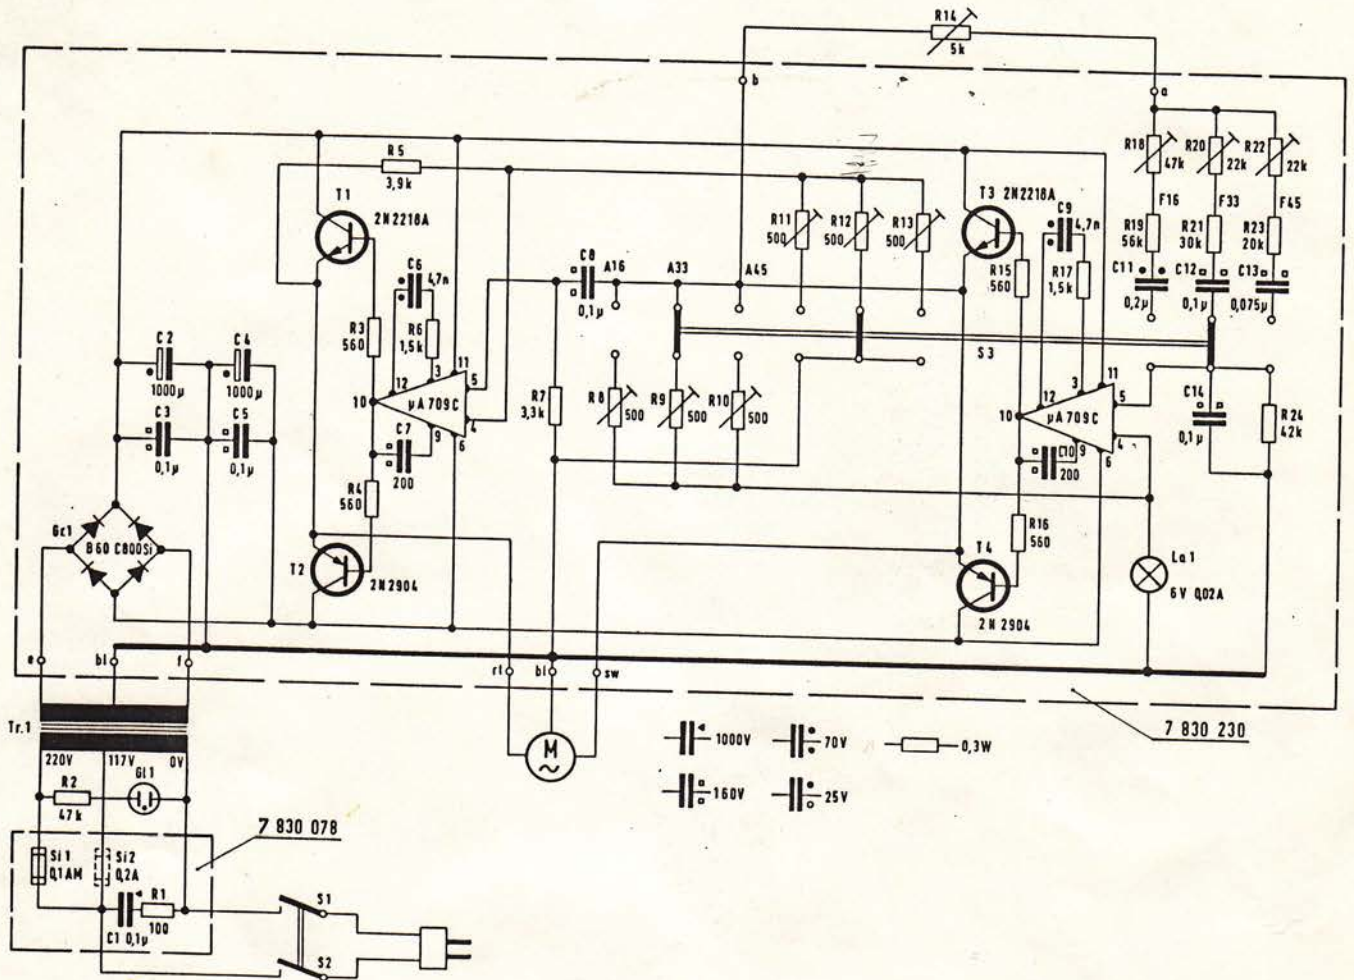 R14
5k
b
a
R5
3,9k
T1
2N2218A
R11
500
R12
500
R13
500
T3 2N2218A
C9
4,7n
R18
47k
R20
22k
R22
22k
F16
F33
F45
R19
56k
R21
30k
R23
20k
C11
0,2µ
C12
0,1µ
C13
0,075µ
C6
4,7n
C8
0,1µ
A16
A33
A45
R15
560
R17
1,5k
R3
560
R6
1,5k
C2
1000µ
C4
1000µ
C3
0,1µ
C5
0,1µ
12
3
11
5
10
µA709C
4
9
6
C7
200
R4
560
R7
3,3k
R8
500
R9
500
R10
500
S3
12
3
11
5
10
µA709C
4
9
6
C10
200
C14
0,1µ
R24
42k
R16
560
Gr.1
B60 C800Si
T2
2N2904
T4
2N2904
La1
6V 0,02A
e
bl
f
rt
bl
sw
Tr.1
220V
117V
0V
M
~
R2
47k
Gl1
1000V
70V
0,3W
160V
25V
7 830 230
7 830 078
Si1
0,1AM
Si2
0,2A
R1
100
C1 0,1µ
S1
S2